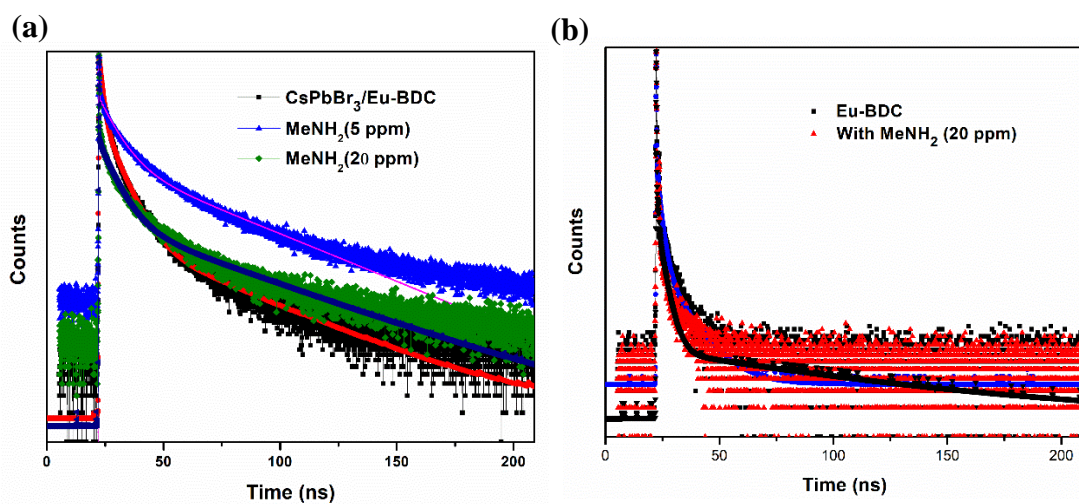 (a)
CsPbBr₃/Eu-BDC
MeNH₂(5 ppm)
MeNH₂(20 ppm)
Counts
0 50 100 150 200
Time (ns)
(b)
Eu-BDC
With MeNH₂ (20 ppm)
Counts
0 50 100 150 200
Time (ns)